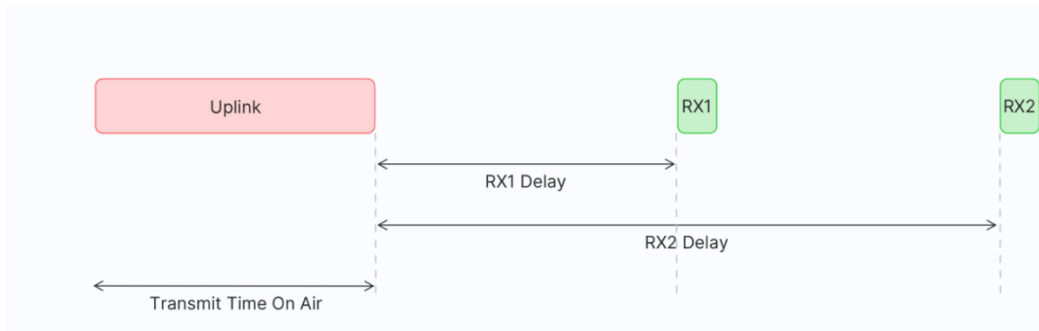 Uplink
RX1
RX2
RX1 Delay
RX2 Delay
Transmit Time On Air